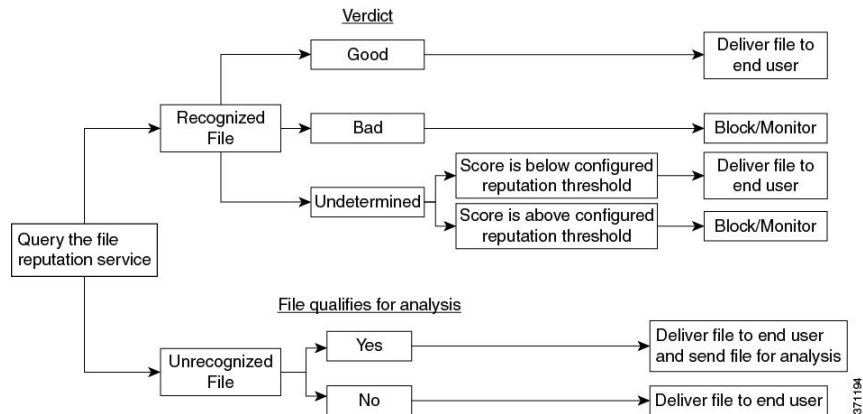 Verdict
Good
Deliver file to
end user
Recognized
File
Bad
Block/Monitor
Undetermined
Score is below configured
reputation threshold
Deliver file to
end user
Score is above configured
reputation threshold
Block/Monitor
Query the file
reputation service
File qualifies for analysis
Unrecognized
File
Yes
Deliver file to end user
and send file for analysis
No
Deliver file to end user
371194